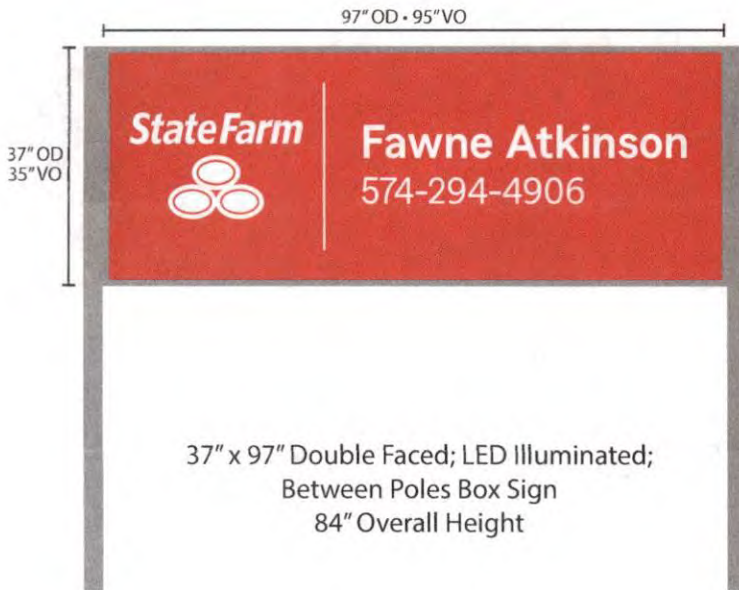 97" OD • 95" VO
37" OD
35" VO
StateFarm
Fawne Atkinson
574-294-4906
37" x 97" Double Faced; LED Illuminated;
Between Poles Box Sign
84" Overall Height